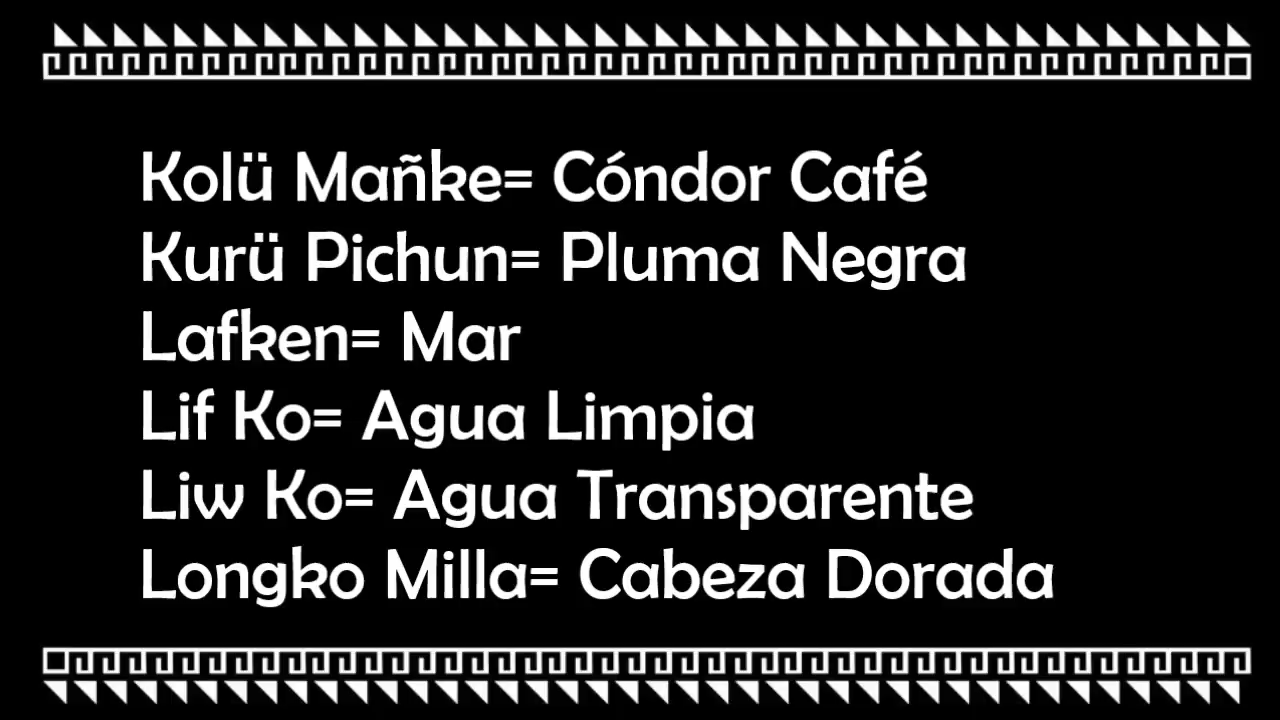 Kolü Mañke= Cóndor Café
Kurü Pichun= Pluma Negra
Lafken= Mar
Lif Ko= Agua Limpia
Liw Ko= Agua Transparente
Longko Milla= Cabeza Dorada